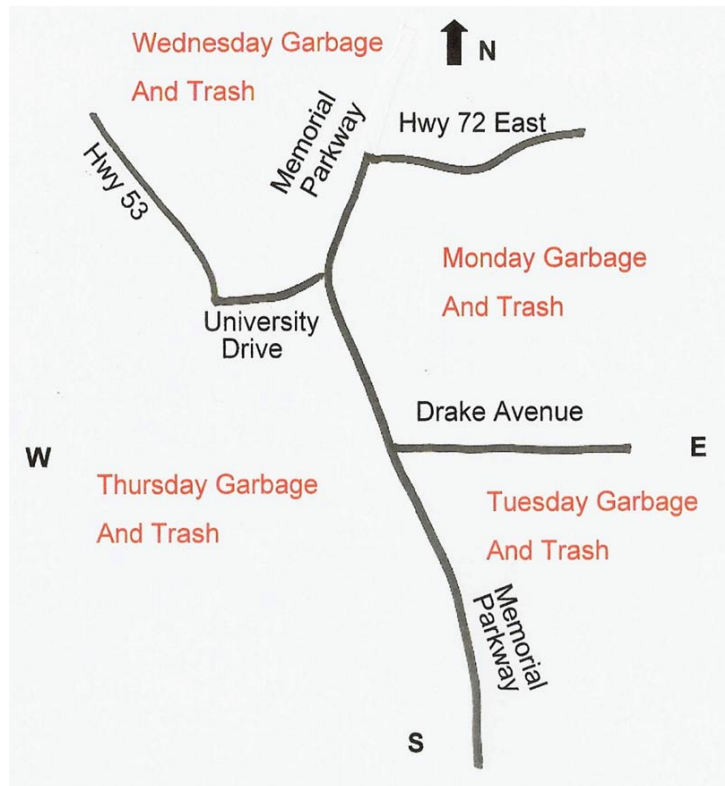 Wednesday Garbage
And Trash
N
Memorial
Parkway
Hwy 72 East
Hwy 53
Monday Garbage
And Trash
University
Drive
Drake Avenue
W
E
Thursday Garbage
And Trash
Tuesday Garbage
And Trash
Memorial
Parkway
S